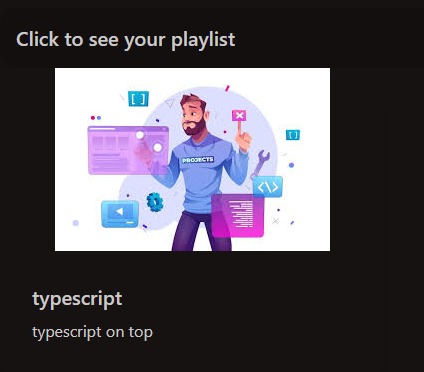 Click to see your playlist
[ ]
[ ]
PROJECTS
</>
typescript
typescript on top